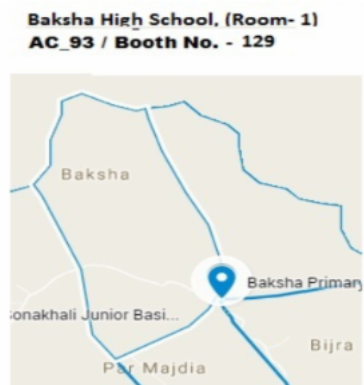 Baksha High School, (Room- 1)
AC_93 / Booth No. - 129
Baksha
Baksha Primary
onakhali Junior Basi...
Bijra
Par Majdia